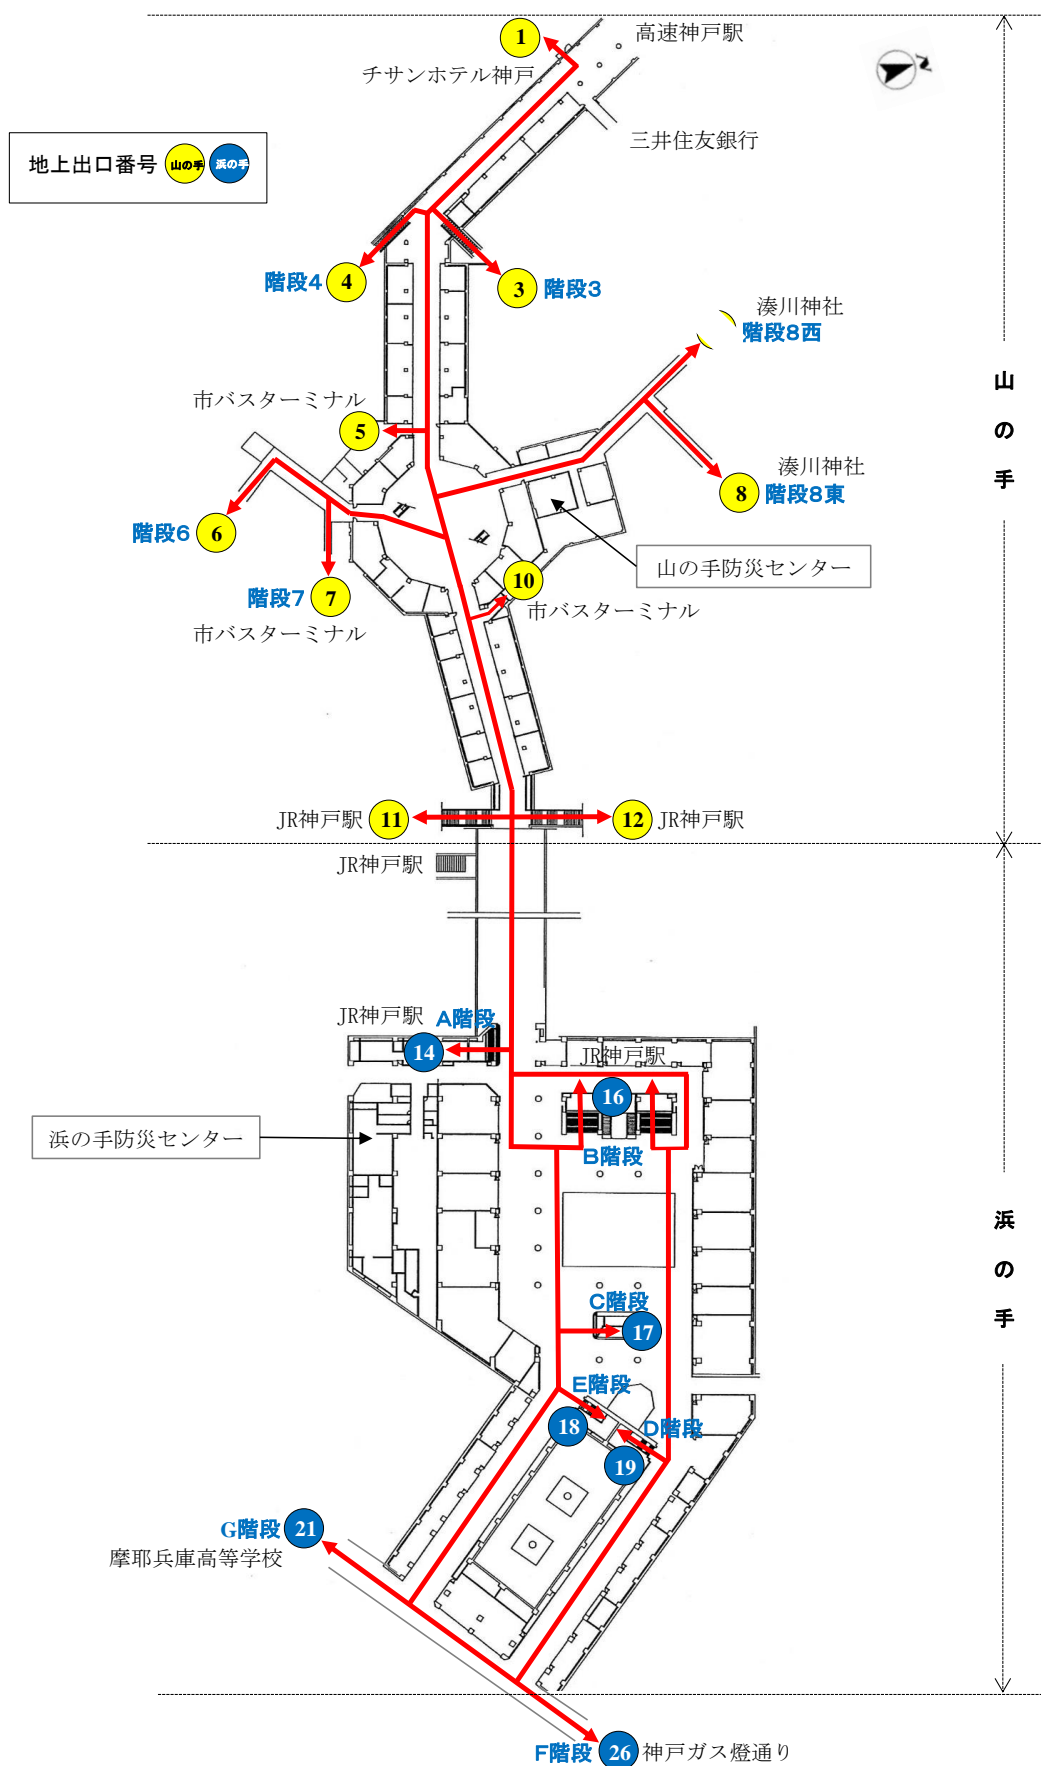 1
高速神戸駅
チサンホテル神戸
N
三井住友銀行
地上出口番号 山の手 浜の手
階段4 4
3 階段3
湊川神社
階段8西
山の手
市バスターミナル
5
湊川神社
8 階段8東
階段6 6
山の手防災センター
10
階段7 7
市バスターミナル
市バスターミナル
JR神戸駅 11
12 JR神戸駅
JR神戸駅
JR神戸駅 A階段
14
JR神戸駅
16
浜の手防災センター
B階段
浜の手
C階段
17
E階段
18
D階段
19
G階段 21
摩耶兵庫高等学校
F階段 26 神戸ガス燈通り